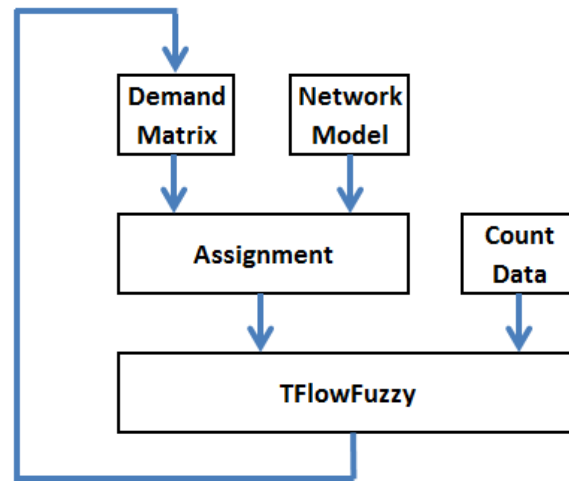 Demand
Matrix
Network
Model
Assignment
Count
Data
TFlowFuzzy